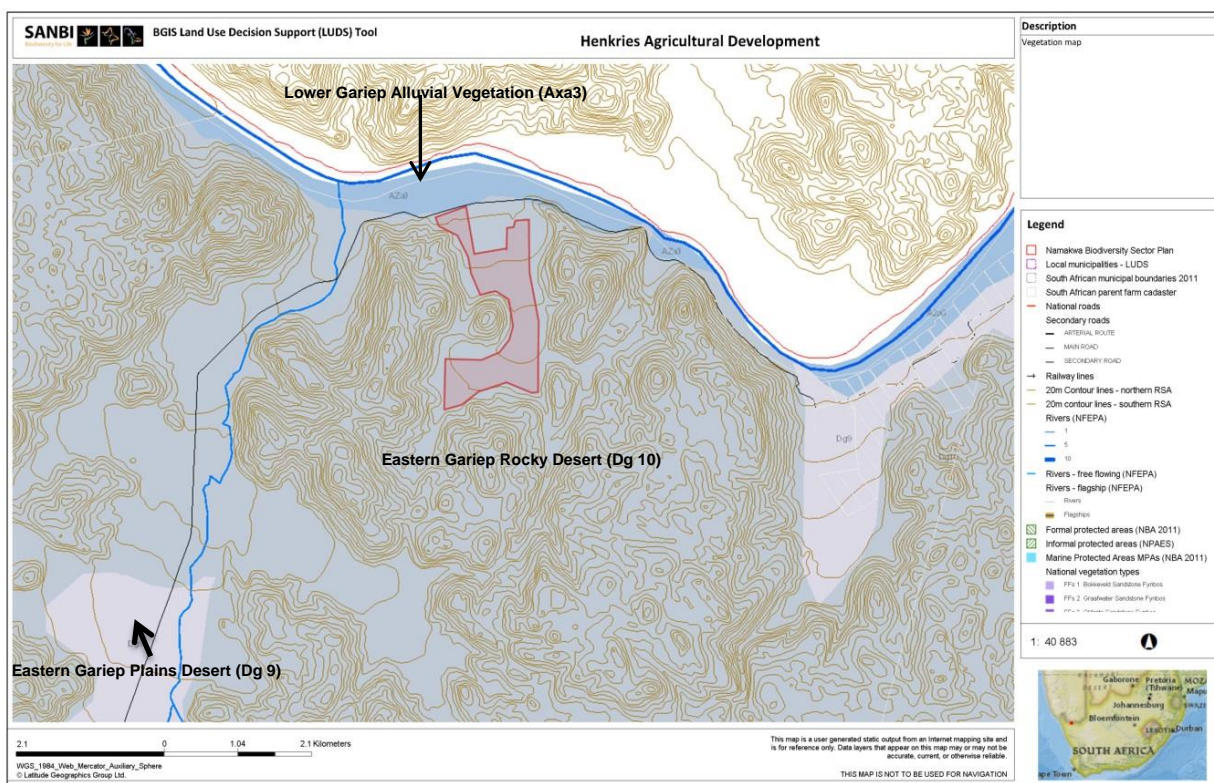 SANBI
Biodiversity for Life
BGIS Land Use Decision Support (LUDS) Tool
Henkries Agricultural Development
Lower Gariep Alluvial Vegetation (Axa3)
AZa3
AZa3
AZa3
Dg9
Dg10
Eastern Gariep Rocky Desert (Dg 10)
Eastern Gariep Plains Desert (Dg 9)
Description
Vegetation map
Legend
Namakwa Biodiversity Sector Plan
Local municipalities - LUDS
South African municipal boundaries 2011
South African parent farm cadaster
National roads
Secondary roads
ARTERIAL ROUTE
MAIN ROAD
SECONDARY ROAD
Railway lines
20m Contour lines - northern RSA
20m contour lines - southern RSA
Rivers (NFEPA)
1
5
10
Rivers - free flowing (NFEPA)
Rivers - flagship (NFEPA)
Rivers
Flagships
Formal protected areas (NBA 2011)
Informal protected areas (NPAES)
Marine Protected Areas MPAs (NBA 2011)
National vegetation types
FFs 1 Bokkeveld Sandstone Fynbos
FFs 2 Graafwater Sandstone Fynbos
1: 40 883
Gaborone
Pretoria
(Tshwane)
MOZ
Mapu
Johannesburg
SWAZI
Bloemfontein
LESOTHO
Durban
SOUTH AFRICA
ape Town
2.1 0 1.04 2.1 Kilometers
WGS_1984_Web_Mercator_Auxiliary_Sphere
© Latitude Geographics Group Ltd.
This map is a user generated static output from an Internet mapping site and
is for reference only. Data layers that appear on this map may or may not be
accurate, current, or otherwise reliable.
THIS MAP IS NOT TO BE USED FOR NAVIGATION